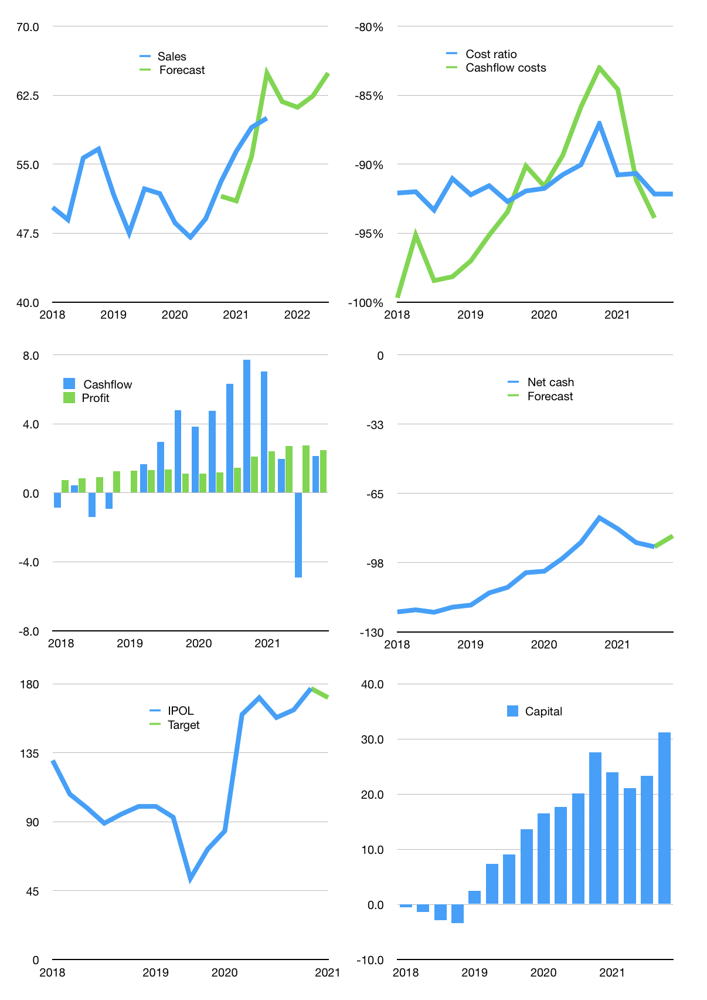 70.0
62.5
55.0
47.5
40.0
Sales
Forecast
2018 2019 2020 2021 2022
-80%
-85%
-90%
-95%
-100%
Cost ratio
Cashflow costs
2018 2019 2020 2021
8.0
4.0
0.0
-4.0
-8.0
Cashflow
Profit
2018 2019 2020 2021
0
-33
-65
-98
-130
Net cash
Forecast
2018 2019 2020 2021
180
135
90
45
0
IPOL
Target
2018 2019 2020 2021
40.0
30.0
20.0
10.0
0.0
-10.0
Capital
2018 2019 2020 2021